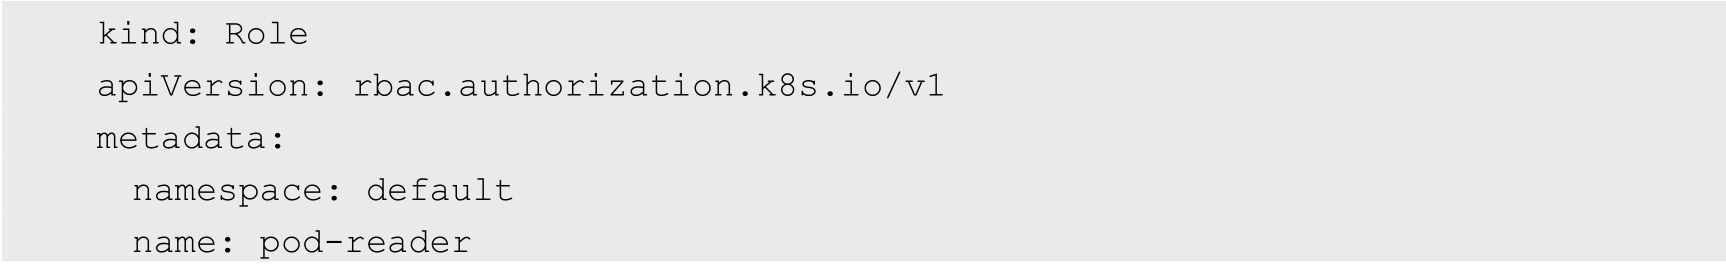 kind: Role
apiVersion: rbac.authorization.k8s.io/v1
metadata:
  namespace: default
  name: pod-reader